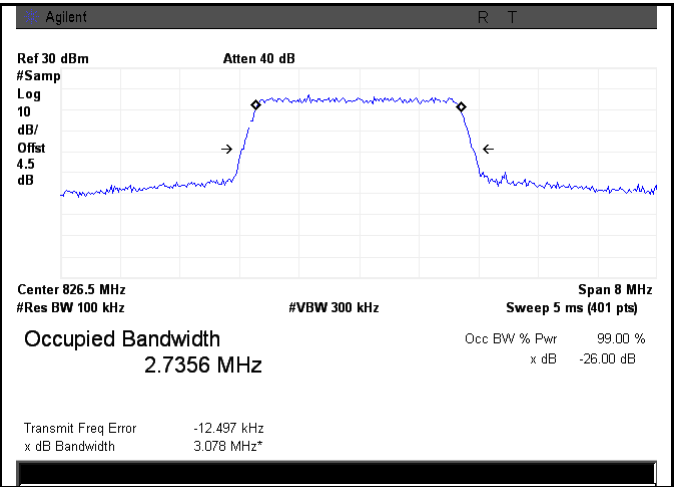 Agilent R T
Ref 30 dBm Atten 40 dB
#Samp
Log
10
dB/
Offst
4.5
dB
Center 826.5 MHz Span 8 MHz
#Res BW 100 kHz #VBW 300 kHz Sweep 5 ms (401 pts)
Occupied Bandwidth Occ BW % Pwr 99.00 %
2.7356 MHz x dB -26.00 dB
Transmit Freq Error -12.497 kHz
x dB Bandwidth 3.078 MHz*